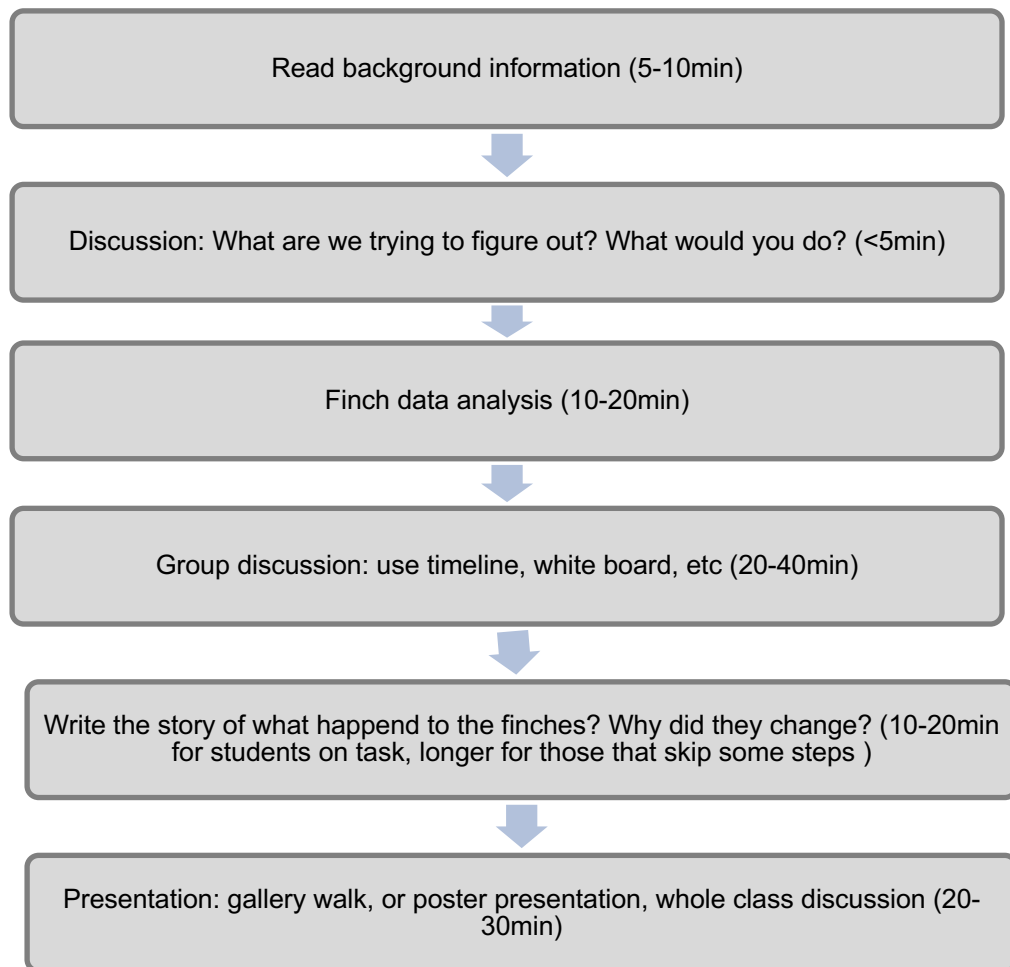 Read background information (5-10min)
Discussion: What are we trying to figure out? What would you do? (<5min)
Finch data analysis (10-20min)
Group discussion: use timeline, white board, etc (20-40min)
Write the story of what happend to the finches? Why did they change? (10-20min
for students on task, longer for those that skip some steps )
Presentation: gallery walk, or poster presentation, whole class discussion (20-
30min)